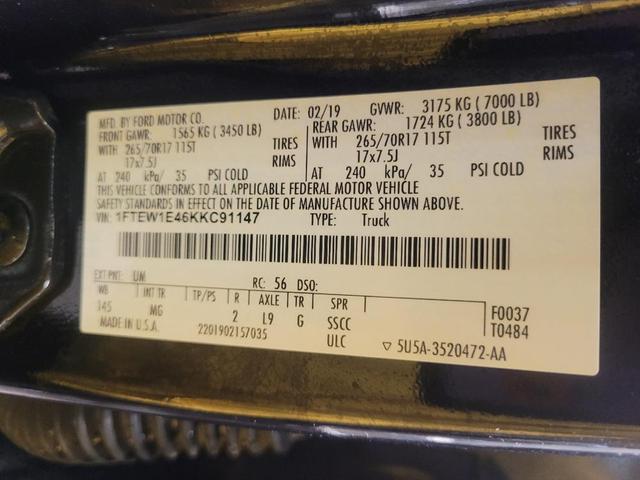 MFD. BY FORD MOTOR CO.
DATE: 02/19 GVWR: 3175 KG ( 7000 LB)
FRONT GAWR: 1565 KG ( 3450 LB)
REAR GAWR: 1724 KG ( 3800 LB)
WITH 265/70R17 115T TIRES
WITH 265/70R17 115T TIRES
17x7.5J RIMS
17x7.5J RIMS
AT 240 kPa/ 35 PSI COLD
AT 240 kPa/ 35 PSI COLD
THIS VEHICLE CONFORMS TO ALL APPLICABLE FEDERAL MOTOR VEHICLE
SAFETY STANDARDS IN EFFECT ON THE DATE OF MANUFACTURE SHOWN ABOVE.
VIN: 1FTEW1E46KKC91147 TYPE: Truck
EXT PNT: UM RC: 56 DSO:
WB INT TR TP/PS R AXLE TR SPR
145 MG 2 L9 G SSCC
ULC
F0037
T0484
MADE IN U.S.A. 2201902157035
▽ 5U5A-3520472-AA